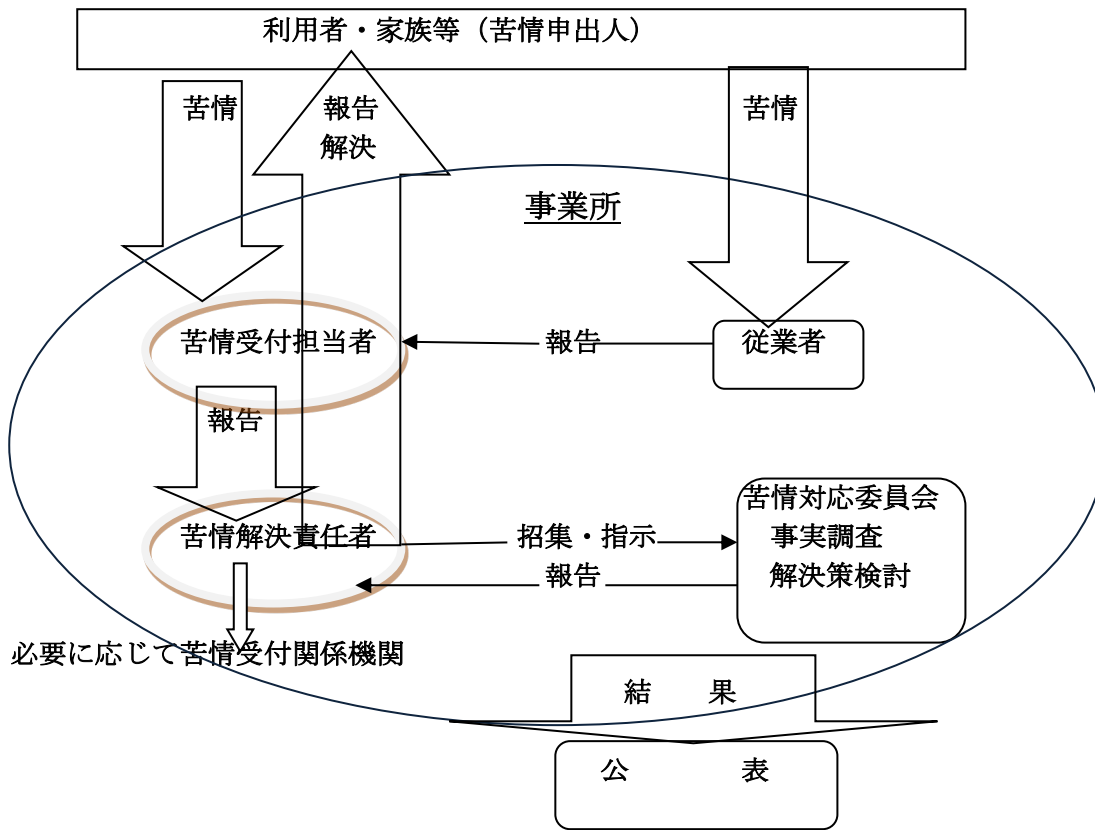 利用者・家族等（苦情申出人）
苦情
報告
解決
苦情
事業所
苦情受付担当者
報告
従業者
報告
苦情対応委員会
苦情解決責任者
招集・指示
事実調査
報告
解決策検討
必要に応じて苦情受付関係機関
結　　果
公　　　　表